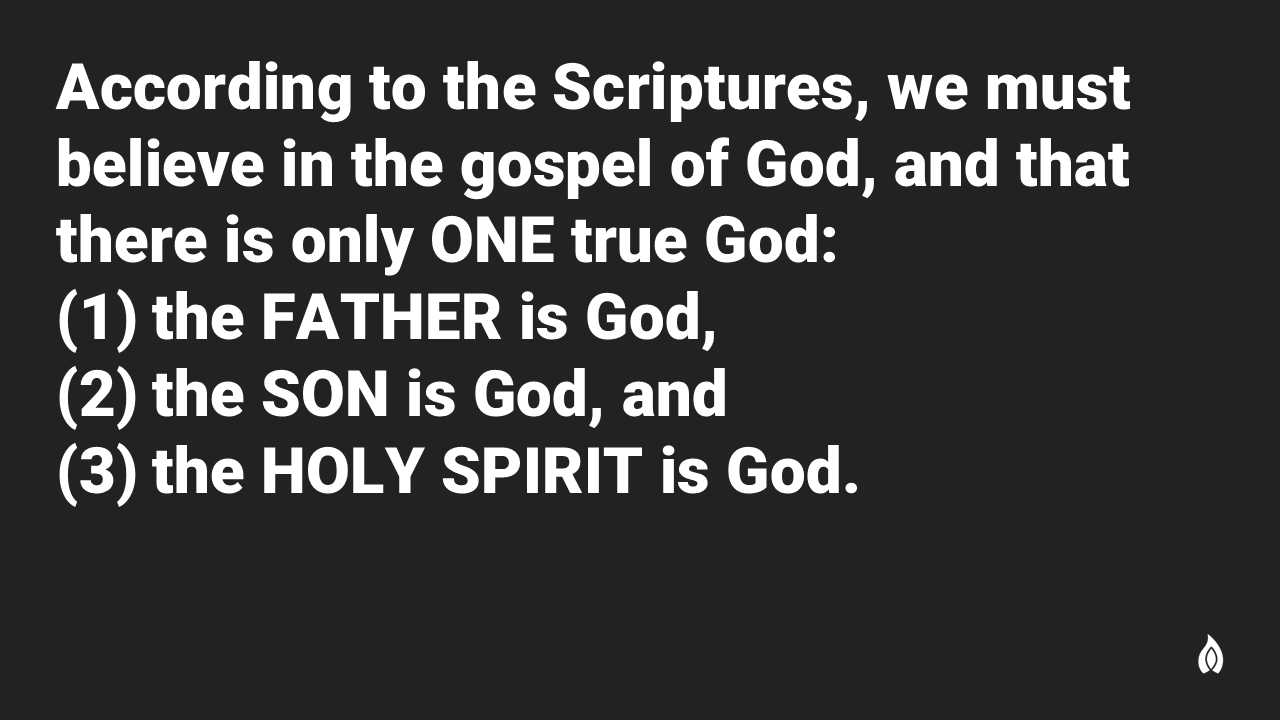 According to the Scriptures, we must
believe in the gospel of God, and that
there is only ONE true God:
(1) the FATHER is God,
(2) the SON is God, and
(3) the HOLY SPIRIT is God.